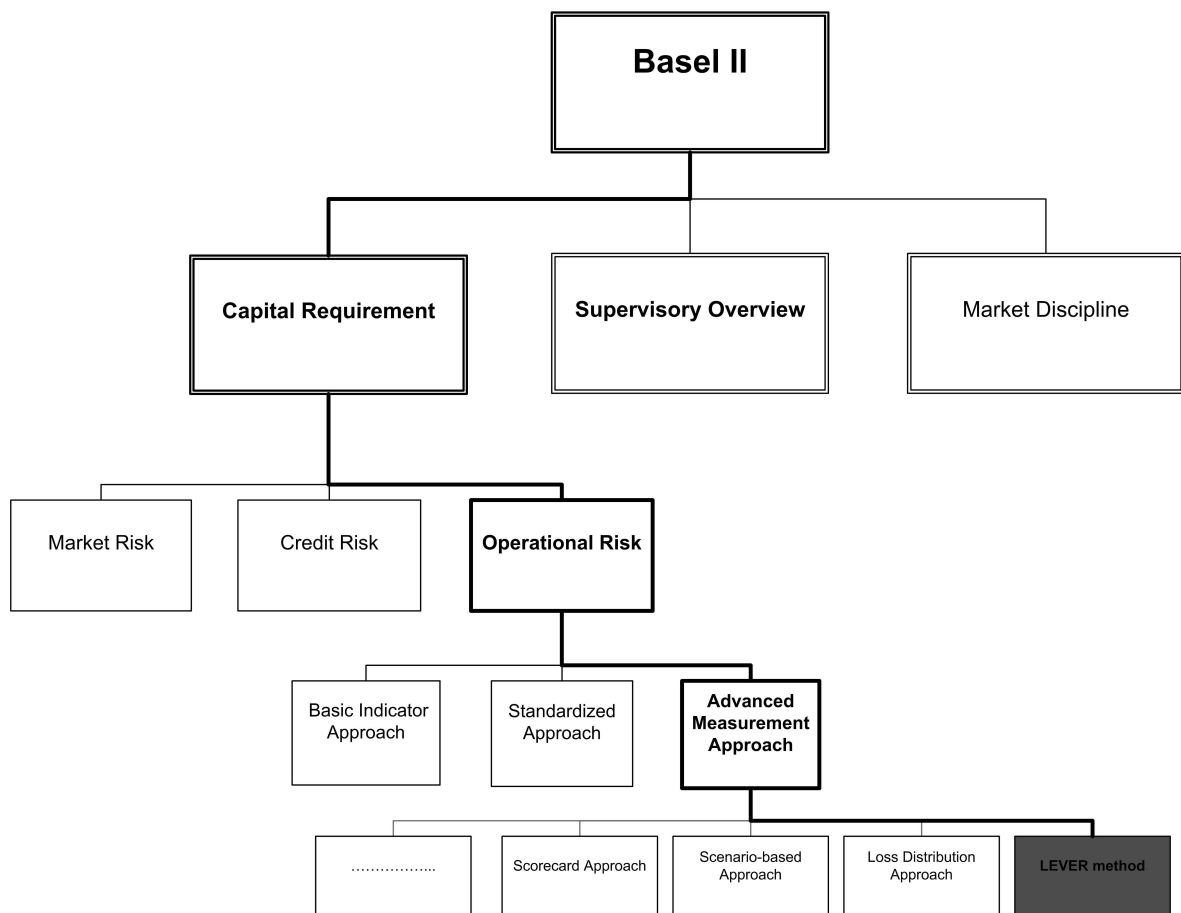 Basel II
Capital Requirement
Supervisory Overview
Market Discipline
Market Risk
Credit Risk
Operational Risk
Basic Indicator
Approach
Standardized
Approach
Advanced
Measurement
Approach
……………...
Scorecard Approach
Scenario-based
Approach
Loss Distribution
Approach
LEVER method